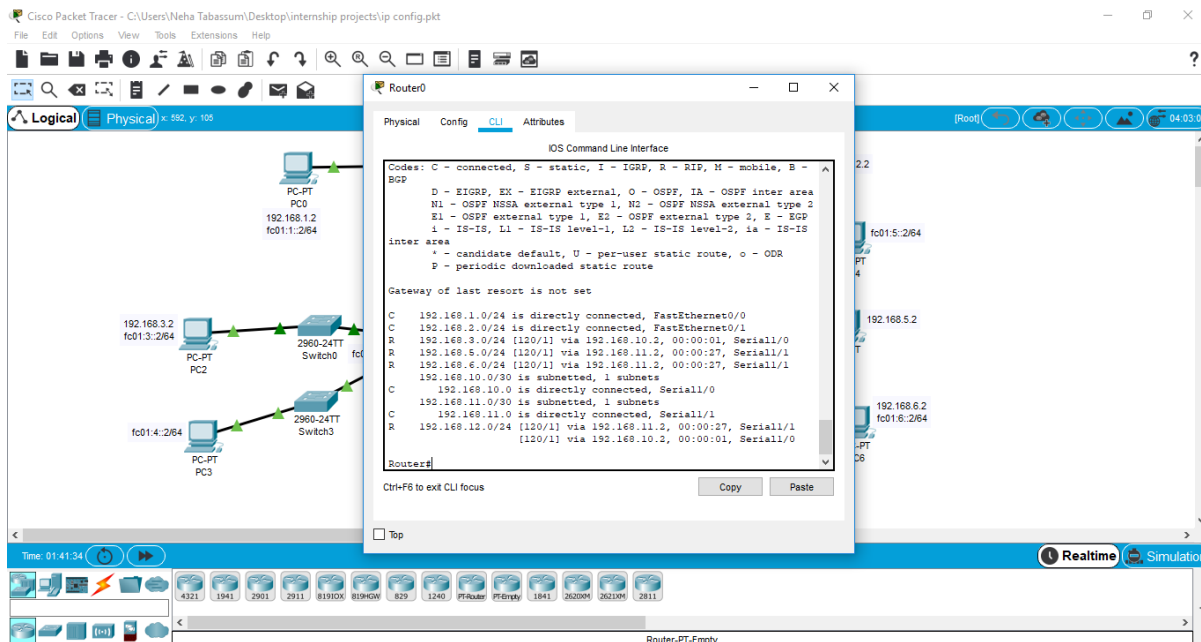 Cisco Packet Tracer - C:\Users\Neha Tabassum\Desktop\internship projects\ip config.pkt
File Edit Options View Tools Extensions Help
?
Logical
Physical
x: 592, y: 105
[Root]
04:03:0
Router0
Physical Config CLI Attributes
IOS Command Line Interface
Codes: C - connected, S - static, I - IGRP, R - RIP, M - mobile, B -
BGP
D - EIGRP, EX - EIGRP external, O - OSPF, IA - OSPF inter area
N1 - OSPF NSSA external type 1, N2 - OSPF NSSA external type 2
E1 - OSPF external type 1, E2 - OSPF external type 2, E - EGP
i - IS-IS, L1 - IS-IS level-1, L2 - IS-IS level-2, ia - IS-IS
inter area
* - candidate default, U - per-user static route, o - ODR
P - periodic downloaded static route
Gateway of last resort is not set
C 192.168.1.0/24 is directly connected, FastEthernet0/0
C 192.168.2.0/24 is directly connected, FastEthernet0/1
R 192.168.3.0/24 [120/1] via 192.168.10.2, 00:00:01, Serial1/0
R 192.168.5.0/24 [120/1] via 192.168.11.2, 00:00:27, Serial1/1
R 192.168.6.0/24 [120/1] via 192.168.11.2, 00:00:27, Serial1/1
192.168.10.0/30 is subnetted, 1 subnets
C 192.168.10.0 is directly connected, Serial1/0
192.168.11.0/30 is subnetted, 1 subnets
C 192.168.11.0 is directly connected, Serial1/1
R 192.168.12.0/24 [120/1] via 192.168.11.2, 00:00:27, Serial1/1
[120/1] via 192.168.10.2, 00:00:01, Serial1/0
Router#
Ctrl+F6 to exit CLI focus
Copy
Paste
Top
PC-PT
PC0
192.168.1.2
fc01:1::2/64
192.168.3.2
fc01:3::2/64
PC-PT
PC2
2960-24TT
Switch0
fc0
2960-24TT
Switch3
fc01:4::2/64
PC-PT
PC3
2.2
fc01:5::2/64
PT
4
192.168.5.2
T
192.168.6.2
fc01:6::2/64
-PT
C6
Time: 01:41:34
Realtime
Simulatio
4321 1941 2901 2911 819IOX 819HGW 829 1240 PT-Router PT-Empty 1841 2620XM 2621XM 2811
Router-PT-Empty